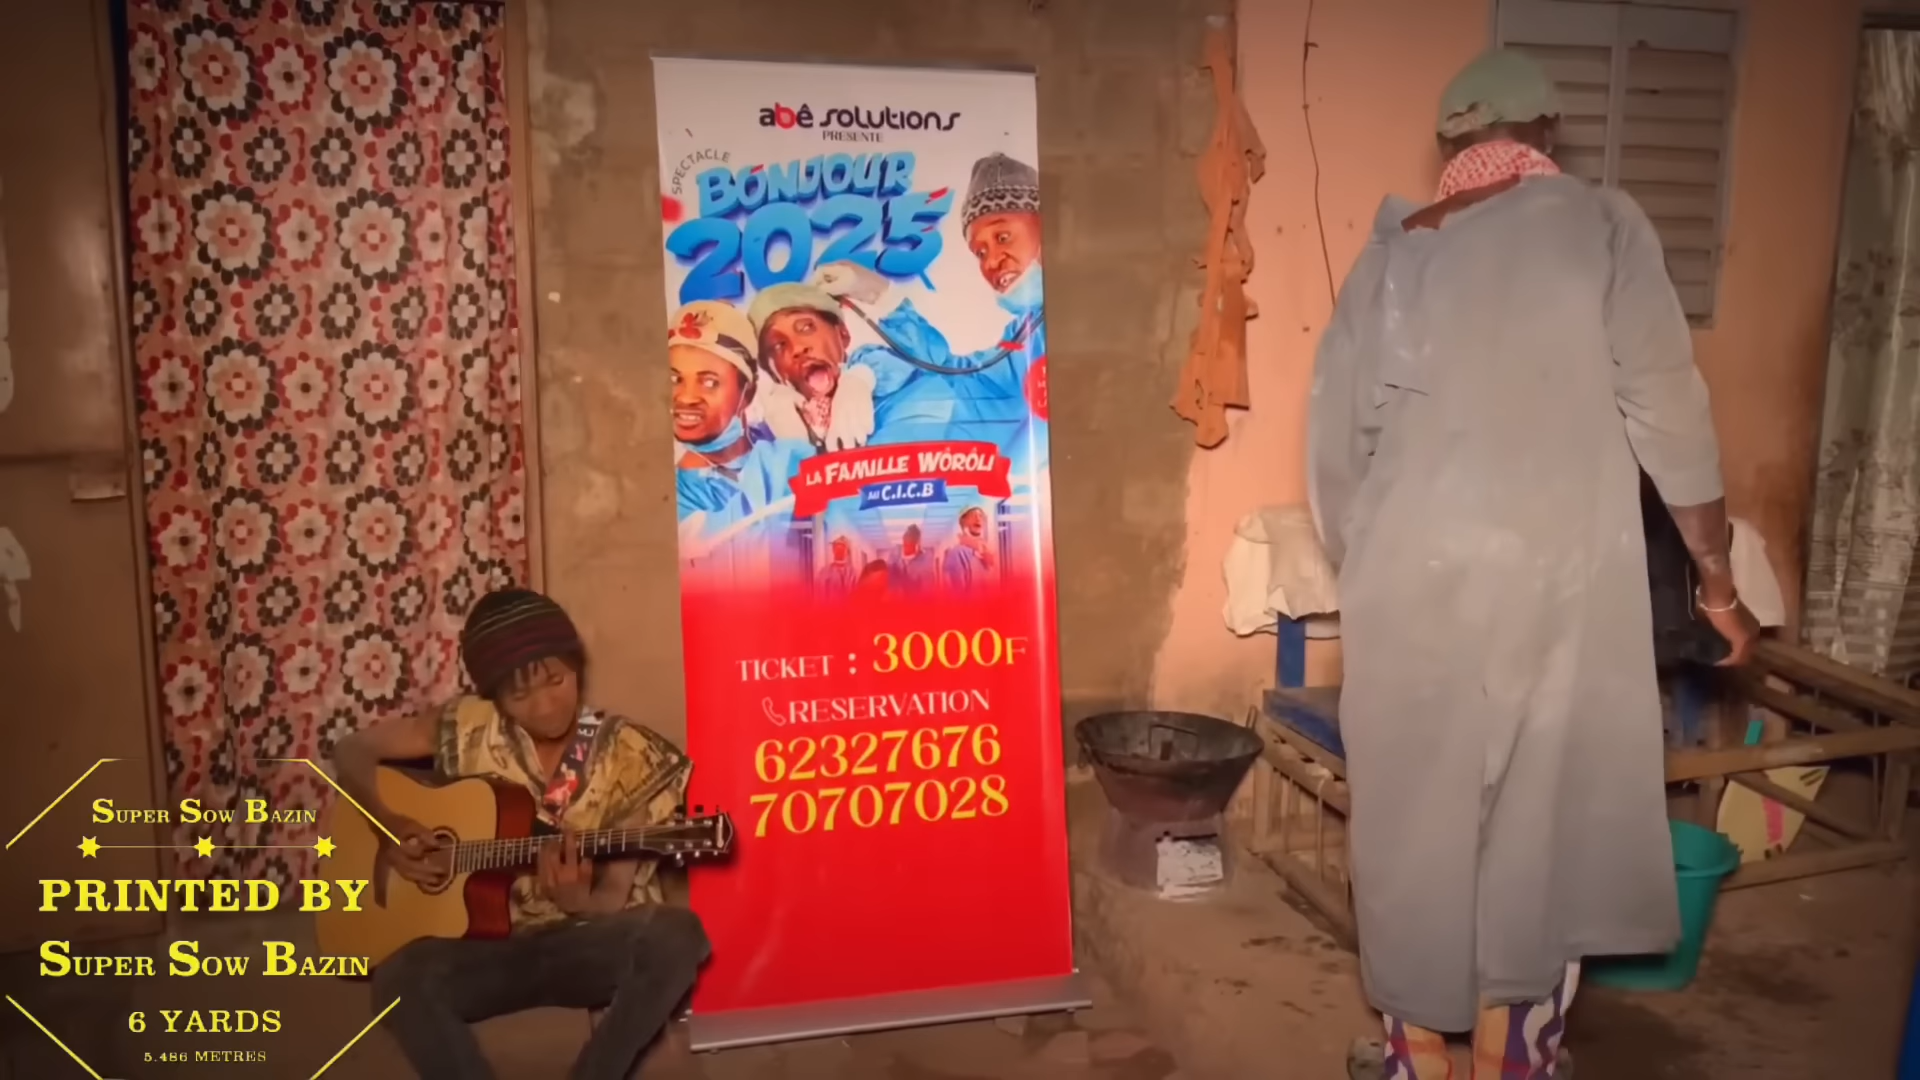 abê solutions
PRESENTE
SPECTACLE
BONJOUR
2025
LA FAMILLE WÔRÔLI
AU C.I.C.B
TICKET : 3000F
RESERVATION
62327676
70707028
SUPER SOW BAZIN
PRINTED BY
SUPER SOW BAZIN
6 YARDS
5.486 METRES